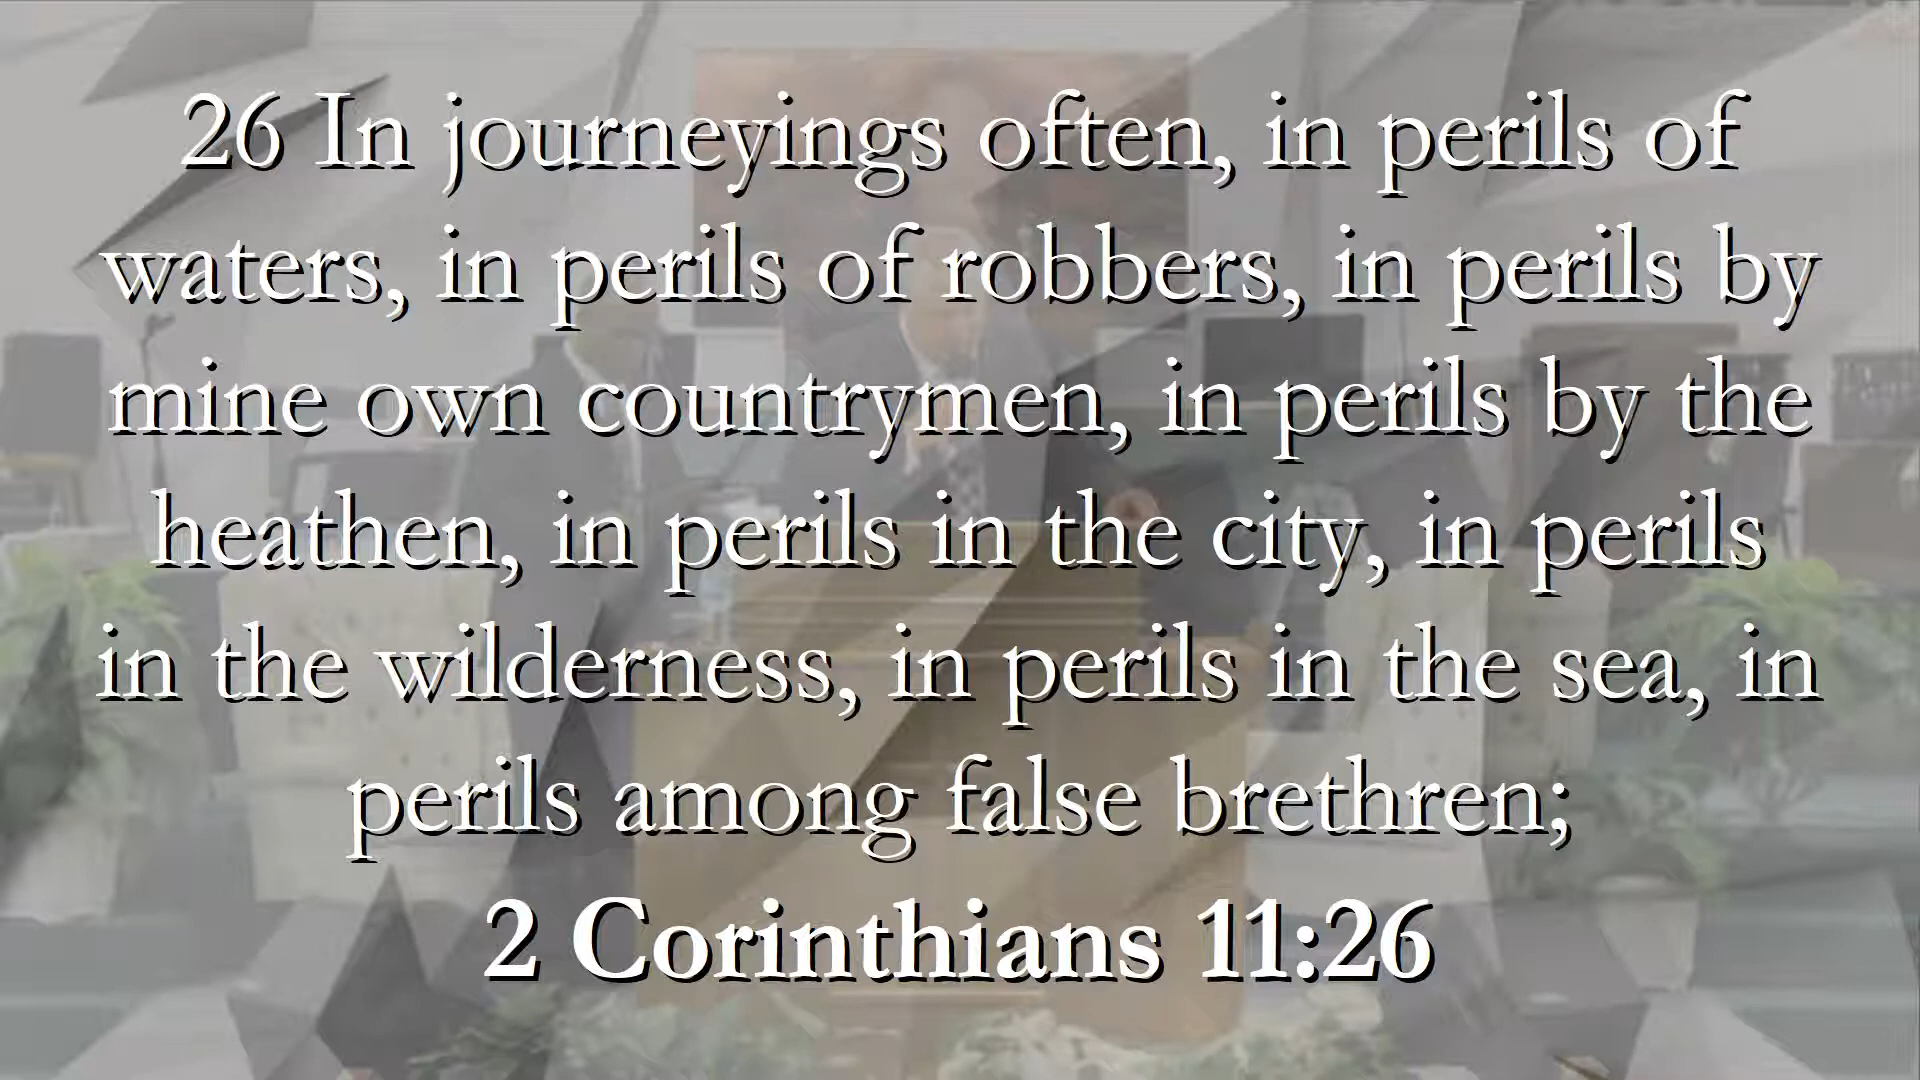 26 In journeyings often, in perils of
waters, in perils of robbers, in perils by
mine own countrymen, in perils by the
heathen, in perils in the city, in perils
in the wilderness, in perils in the sea, in
perils among false brethren;
2 Corinthians 11:26